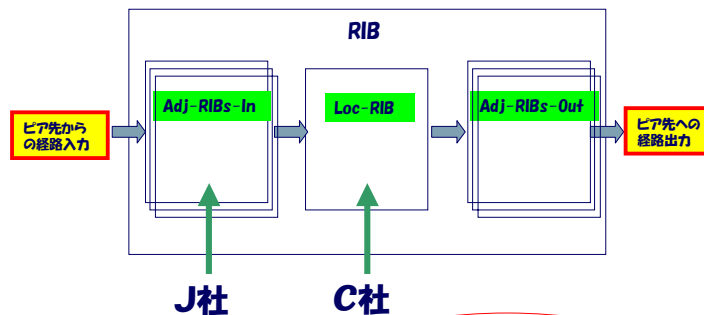 RIB
Adj-RIBs-In
Loc-RIB
Adj-RIBs-Out
ピア先から
の経路入力
ピア先への
経路出力
J社
C社